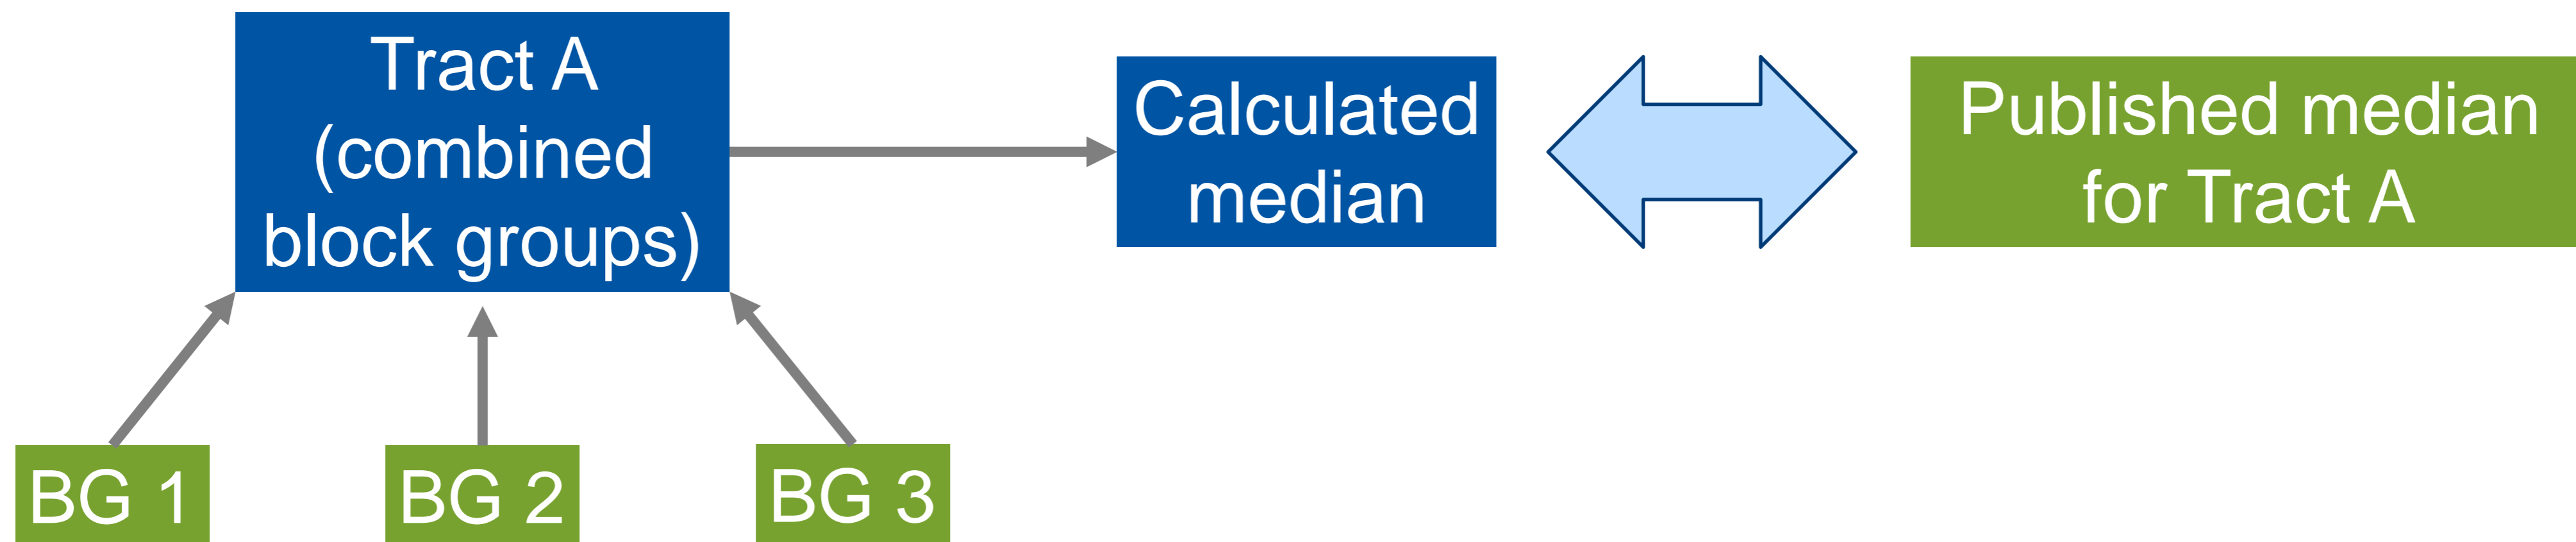 Tract A
(combined
block groups)
Calculated
median
Published median
for Tract A
BG 1
BG 2
BG 3